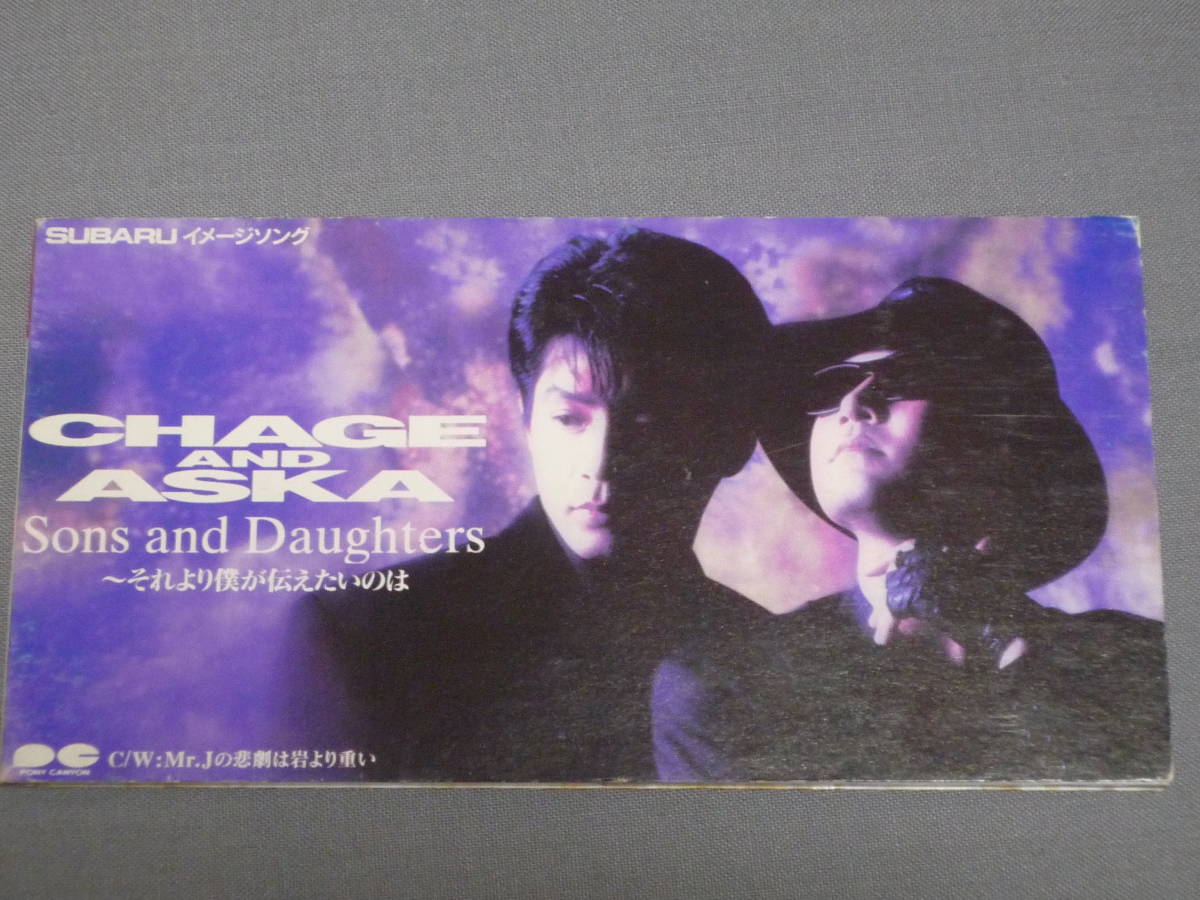 SUBARU イメージソング
CHAGE
AND
ASKA
Sons and Daughters
～それより僕が伝えたいのは
PONY CANYON
C/W:Mr.Jの悲劇は岩より重い